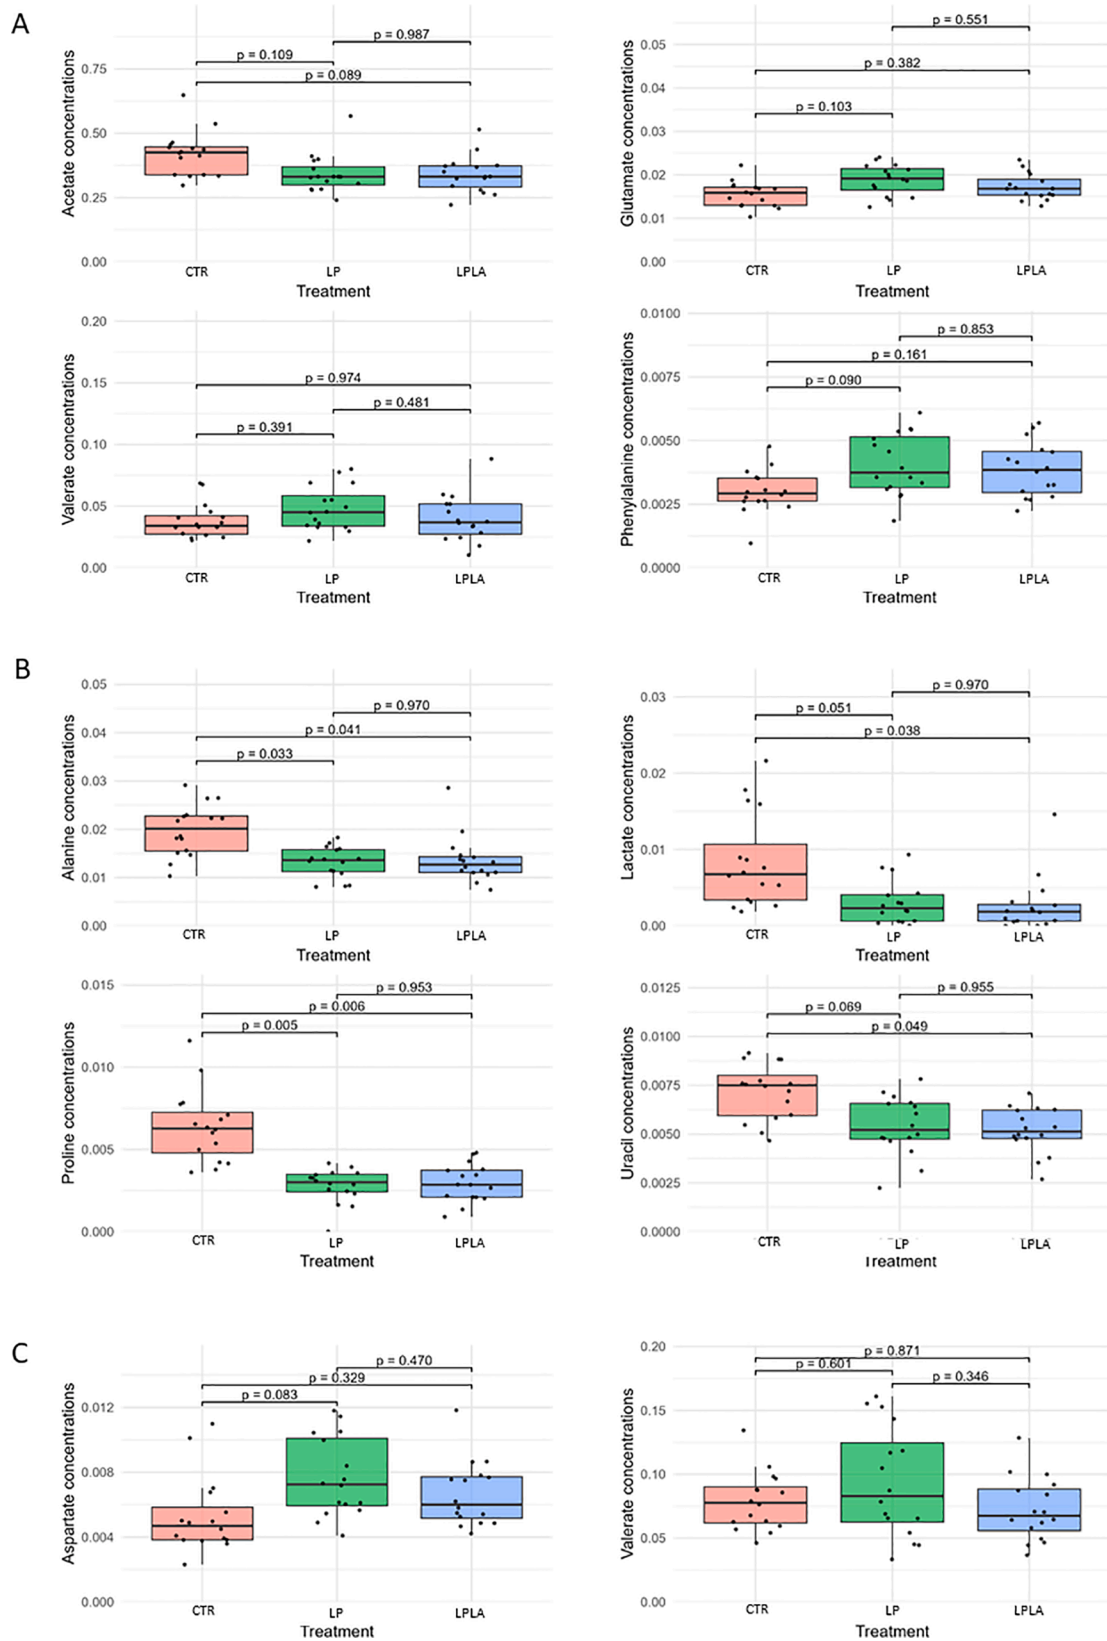 A
Acetate concentrations
0.75
0.50
0.25
0.00
p = 0.987
p = 0.109
p = 0.089
CTR LP LPLA
Treatment
Glutamate concentrations
0.05
0.04
0.03
0.02
0.01
0.00
p = 0.551
p = 0.382
p = 0.103
CTR LP LPLA
Treatment
Valerate concentrations
0.20
0.15
0.10
0.05
0.00
p = 0.974
p = 0.481
p = 0.391
CTR LP LPLA
Treatment
Phenylalanine concentrations
0.0100
0.0075
0.0050
0.0025
0.0000
p = 0.853
p = 0.161
p = 0.090
CTR LP LPLA
Treatment
B
Alanine concentrations
0.05
0.04
0.03
0.02
0.01
0.00
p = 0.970
p = 0.041
p = 0.033
CTR LP LPLA
Treatment
Lactate concentrations
0.03
0.02
0.01
0.00
p = 0.970
p = 0.051
p = 0.038
CTR LP LPLA
Treatment
Proline concentrations
0.015
0.010
0.005
0.000
p = 0.953
p = 0.006
p = 0.005
CTR LP LPLA
Treatment
Uracil concentrations
0.0125
0.0100
0.0075
0.0050
0.0025
0.0000
p = 0.955
p = 0.069
p = 0.049
CTR LP LPLA
Treatment
C
Aspartate concentrations
0.012
0.008
0.004
0.000
p = 0.470
p = 0.329
p = 0.083
CTR LP LPLA
Treatment
Valerate concentrations
0.20
0.15
0.10
0.05
0.00
p = 0.871
p = 0.601
p = 0.346
CTR LP LPLA
Treatment